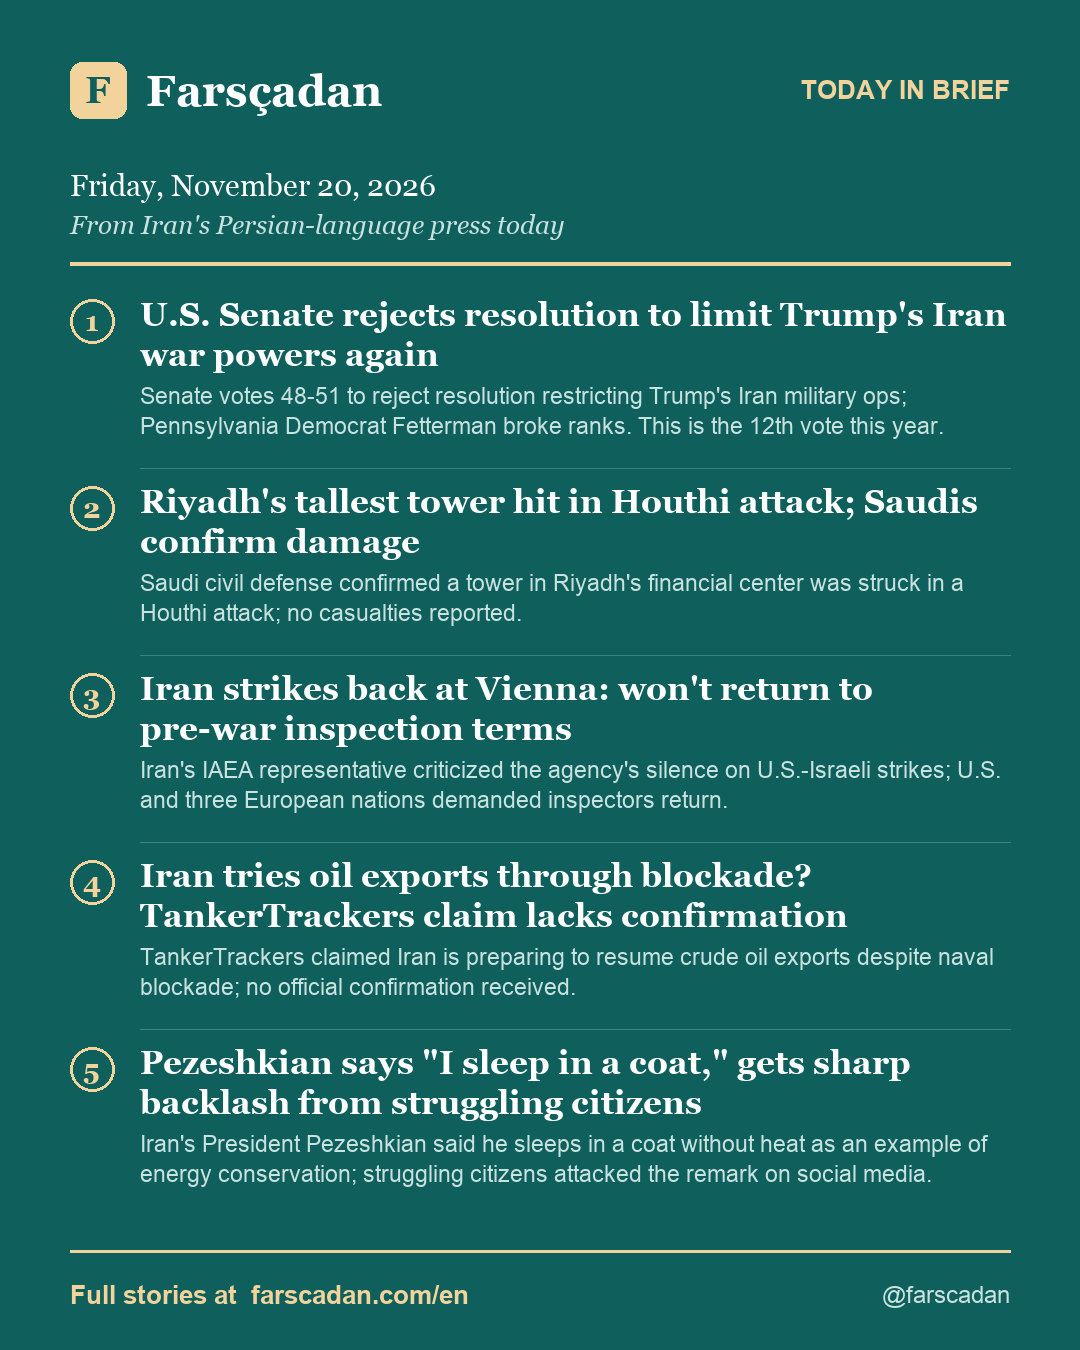 F Farsçadan
TODAY IN BRIEF
Friday, November 20, 2026
From Iran's Persian-language press today
1
U.S. Senate rejects resolution to limit Trump's Iran
war powers again
Senate votes 48-51 to reject resolution restricting Trump's Iran military ops;
Pennsylvania Democrat Fetterman broke ranks. This is the 12th vote this year.
2
Riyadh's tallest tower hit in Houthi attack; Saudis
confirm damage
Saudi civil defense confirmed a tower in Riyadh's financial center was struck in a
Houthi attack; no casualties reported.
3
Iran strikes back at Vienna: won't return to
pre-war inspection terms
Iran's IAEA representative criticized the agency's silence on U.S.-Israeli strikes; U.S.
and three European nations demanded inspectors return.
4
Iran tries oil exports through blockade?
TankerTrackers claim lacks confirmation
TankerTrackers claimed Iran is preparing to resume crude oil exports despite naval
blockade; no official confirmation received.
5
Pezeshkian says "I sleep in a coat," gets sharp
backlash from struggling citizens
Iran's President Pezeshkian said he sleeps in a coat without heat as an example of
energy conservation; struggling citizens attacked the remark on social media.
Full stories at farscadan.com/en
@farscadan